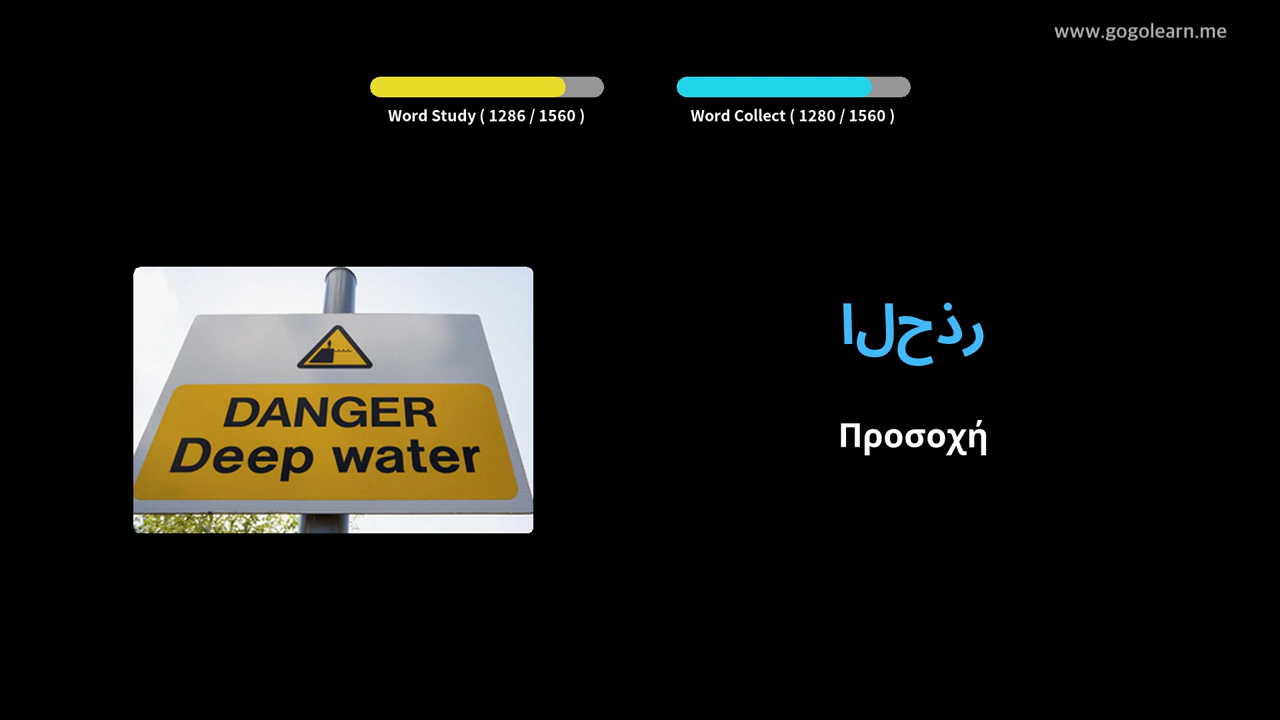 www.gogolearn.me
Word Study ( 1286 / 1560 )
Word Collect ( 1280 / 1560 )
DANGER
Deep water
الحذر
Προσοχή